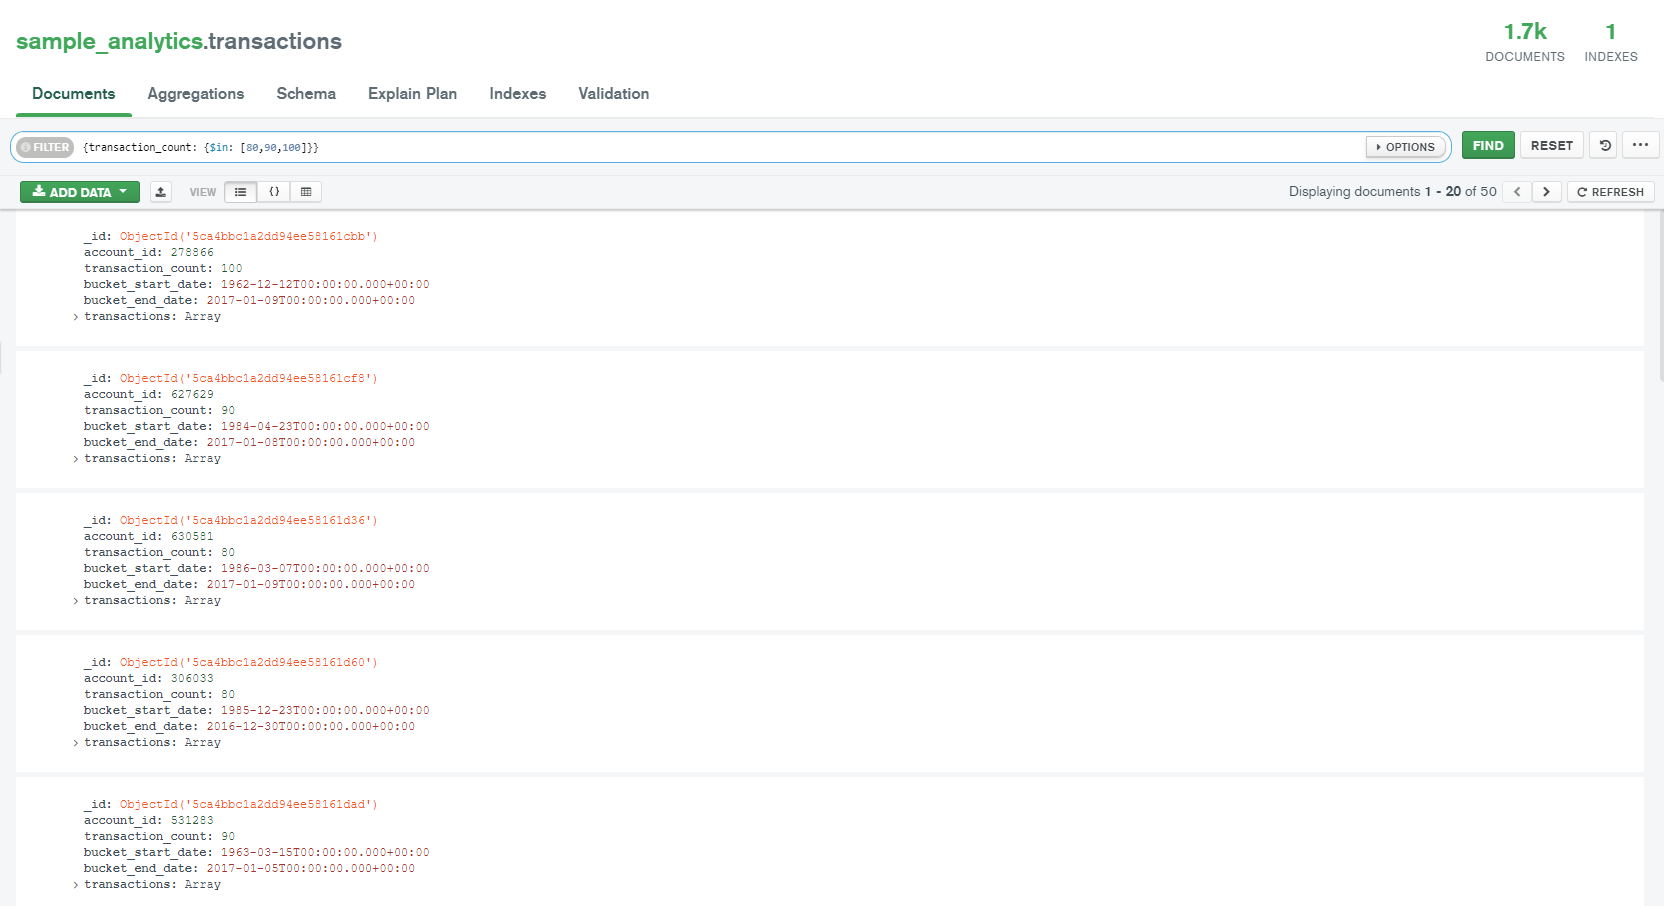 sample_analytics.transactions
1.7k
DOCUMENTS
1
INDEXES
Documents Aggregations Schema Explain Plan Indexes Validation
FILTER {transaction_count: {$in: [80,90,100]}} OPTIONS FIND RESET ...
ADD DATA VIEW {} Displaying documents 1 - 20 of 50 < > REFRESH
_id: ObjectId('5ca4bbc1a2dd94ee58161cbb')
account_id: 278866
transaction_count: 100
bucket_start_date: 1962-12-12T00:00:00.000+00:00
bucket_end_date: 2017-01-09T00:00:00.000+00:00
> transactions: Array
_id: ObjectId('5ca4bbc1a2dd94ee58161cf8')
account_id: 627629
transaction_count: 90
bucket_start_date: 1984-04-23T00:00:00.000+00:00
bucket_end_date: 2017-01-08T00:00:00.000+00:00
> transactions: Array
_id: ObjectId('5ca4bbc1a2dd94ee58161d36')
account_id: 630581
transaction_count: 80
bucket_start_date: 1986-03-07T00:00:00.000+00:00
bucket_end_date: 2017-01-09T00:00:00.000+00:00
> transactions: Array
_id: ObjectId('5ca4bbc1a2dd94ee58161d60')
account_id: 306033
transaction_count: 80
bucket_start_date: 1985-12-23T00:00:00.000+00:00
bucket_end_date: 2016-12-30T00:00:00.000+00:00
> transactions: Array
_id: ObjectId('5ca4bbc1a2dd94ee58161dad')
account_id: 531283
transaction_count: 90
bucket_start_date: 1963-03-15T00:00:00.000+00:00
bucket_end_date: 2017-01-05T00:00:00.000+00:00
> transactions: Array